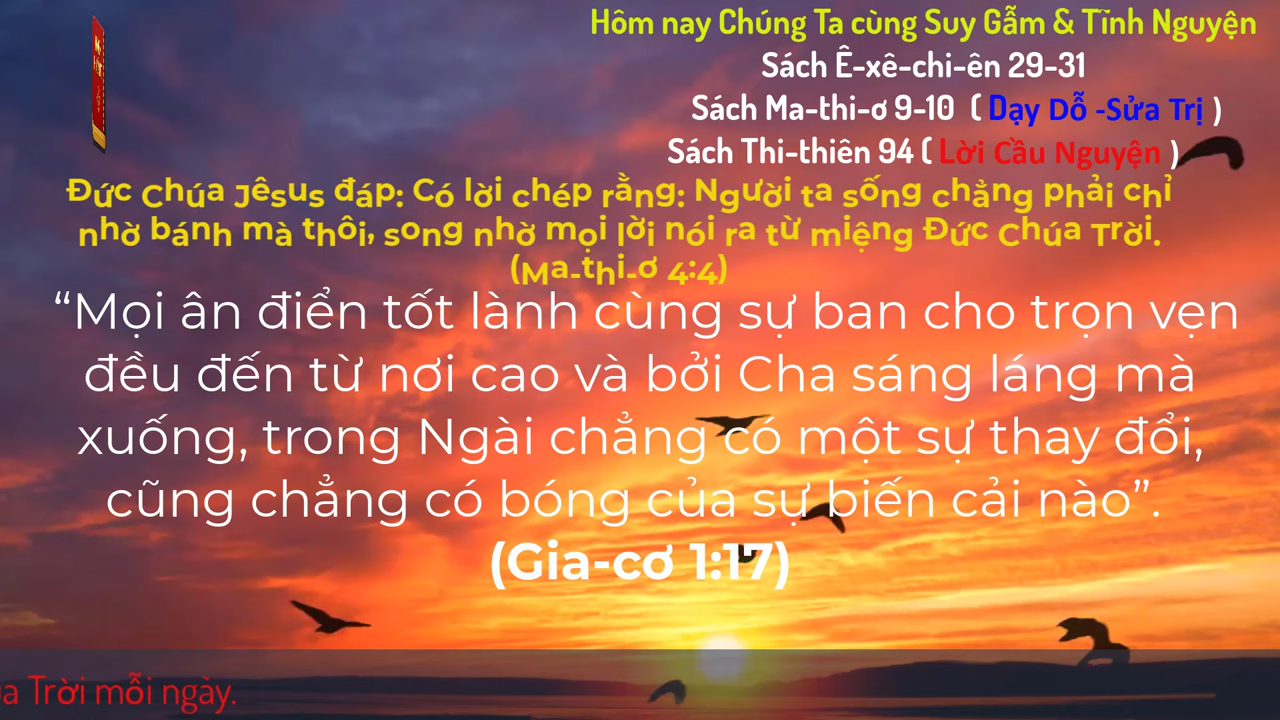 Hôm nay Chúng Ta cùng Suy Gẫm & Tĩnh Nguyện
Sách Ê-xê-chi-ên 29-31
Sách Ma-thi-ơ 9-10 ( Dạy Dỗ -Sửa Trị )
Sách Thi-thiên 94 ( Lời Cầu Nguyện )
Đức Chúa Jêsus đáp: Có lời chép rằng: Người ta sống chẳng phải chỉ
nhờ bánh mà thôi, song nhờ mọi lời nói ra từ miệng Đức Chúa Trời.
(Ma-thi-ơ 4:4)
“Mọi ân điển tốt lành cùng sự ban cho trọn vẹn
đều đến từ nơi cao và bởi Cha sáng láng mà
xuống, trong Ngài chẳng có một sự thay đổi,
cũng chẳng có bóng của sự biến cải nào”.
(Gia-cơ 1:17)
Trời mỗi ngày.